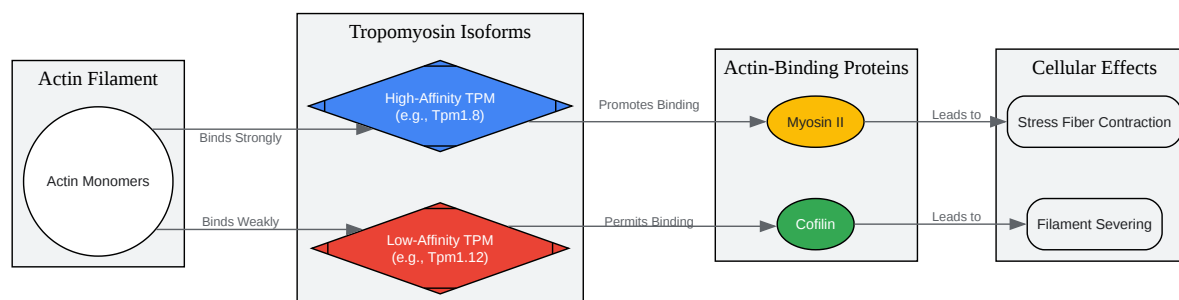 Actin Filament
Tropomyosin Isoforms
Actin-Binding Proteins
Cellular Effects
Actin Monomers
Binds Strongly
High-Affinity TPM
(e.g., Tpm1.8)
Promotes Binding
Myosin II
Leads to
Stress Fiber Contraction
Binds Weakly
Low-Affinity TPM
(e.g., Tpm1.12)
Permits Binding
Cofilin
Leads to
Filament Severing